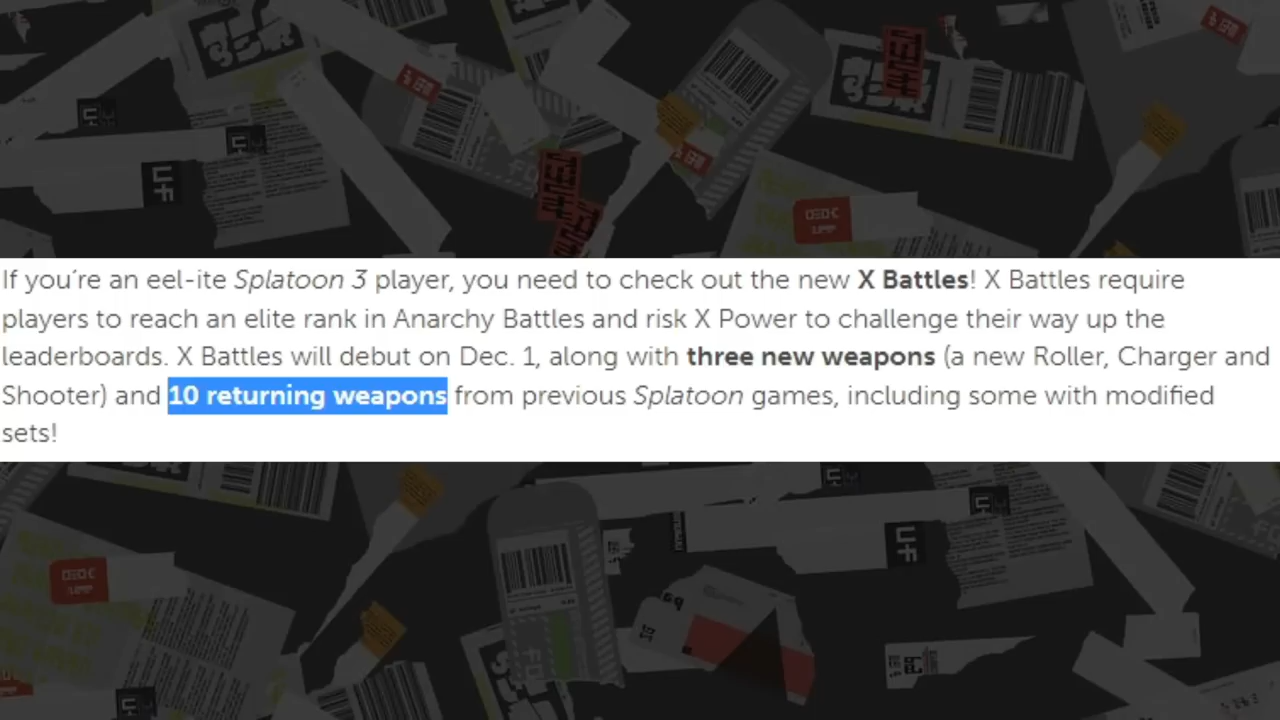 If you’re an eel-ite Splatoon 3 player, you need to check out the new X Battles! X Battles require
players to reach an elite rank in Anarchy Battles and risk X Power to challenge their way up the
leaderboards. X Battles will debut on Dec. 1, along with three new weapons (a new Roller, Charger and
Shooter) and 10 returning weapons from previous Splatoon games, including some with modified
sets!